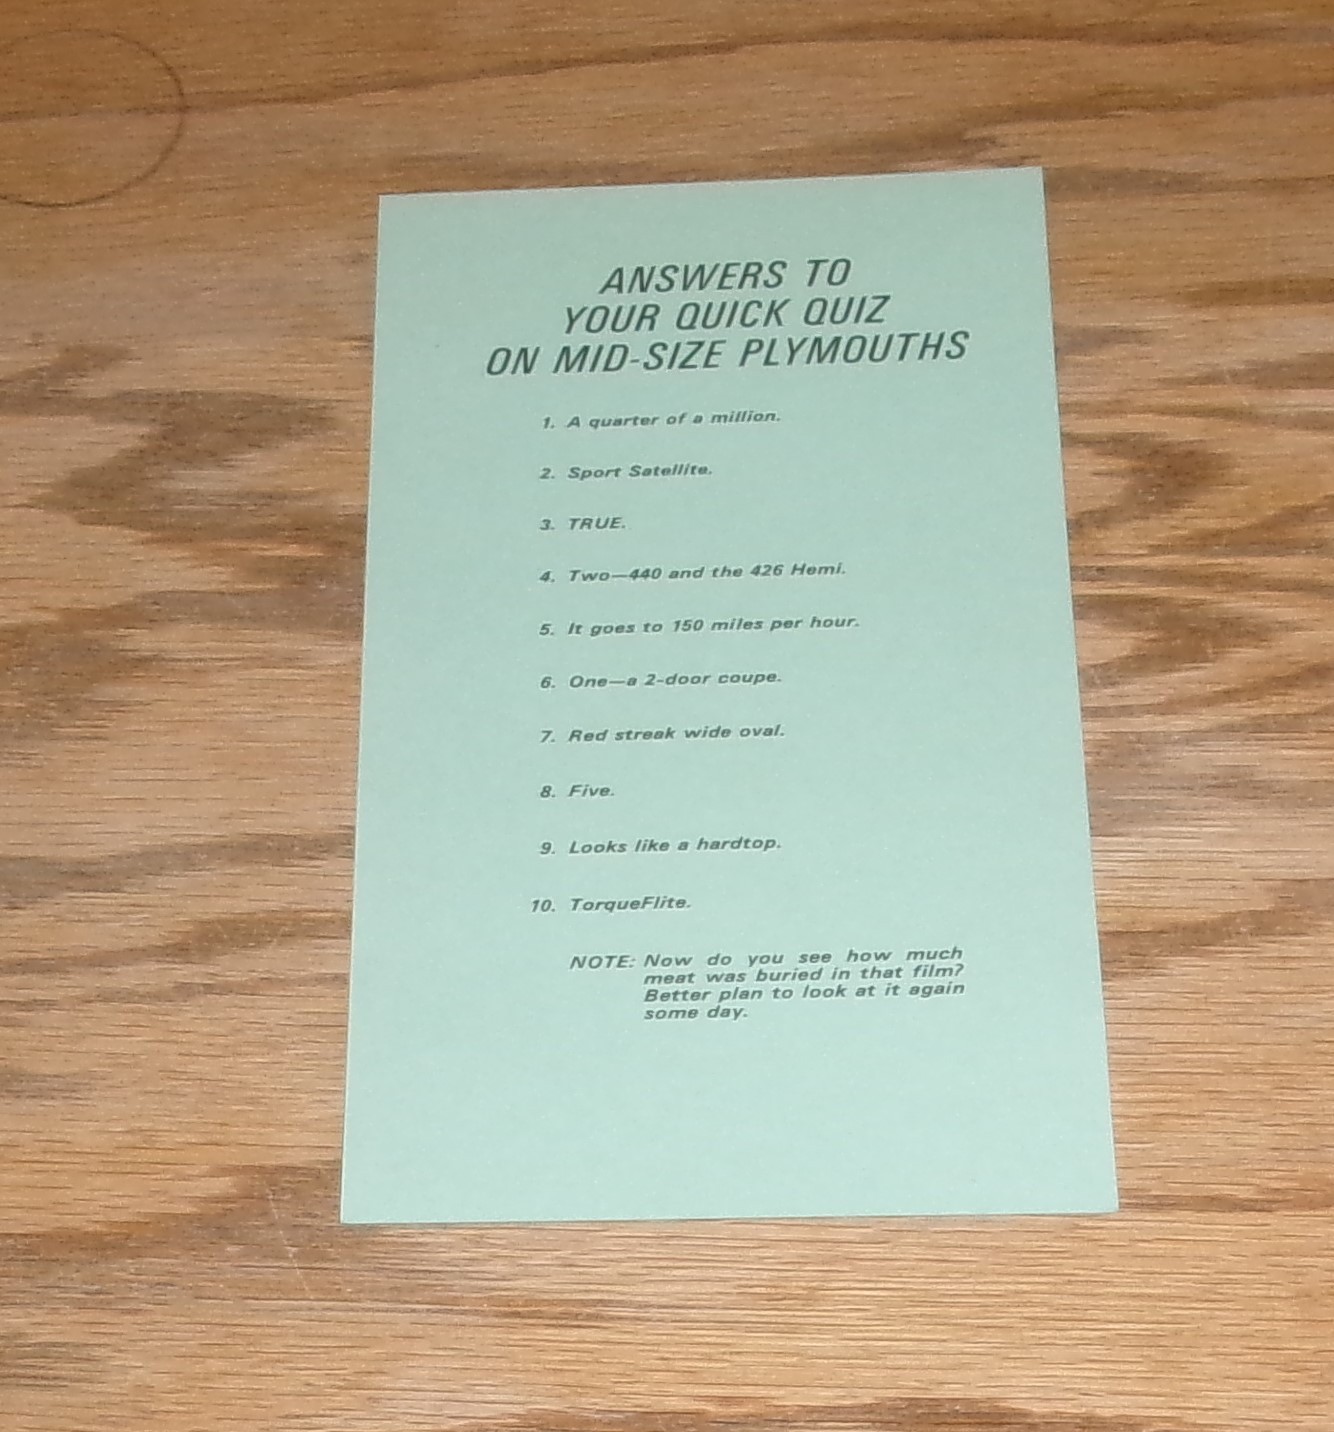 ANSWERS TO
YOUR QUICK QUIZ
ON MID-SIZE PLYMOUTHS
1. A quarter of a million.
2. Sport Satellite.
3. TRUE.
4. Two—440 and the 426 Hemi.
5. It goes to 150 miles per hour.
6. One—a 2-door coupe.
7. Red streak wide oval.
8. Five.
9. Looks like a hardtop.
10. TorqueFlite.
NOTE: Now do you see how much
meat was buried in that film?
Better plan to look at it again
some day.